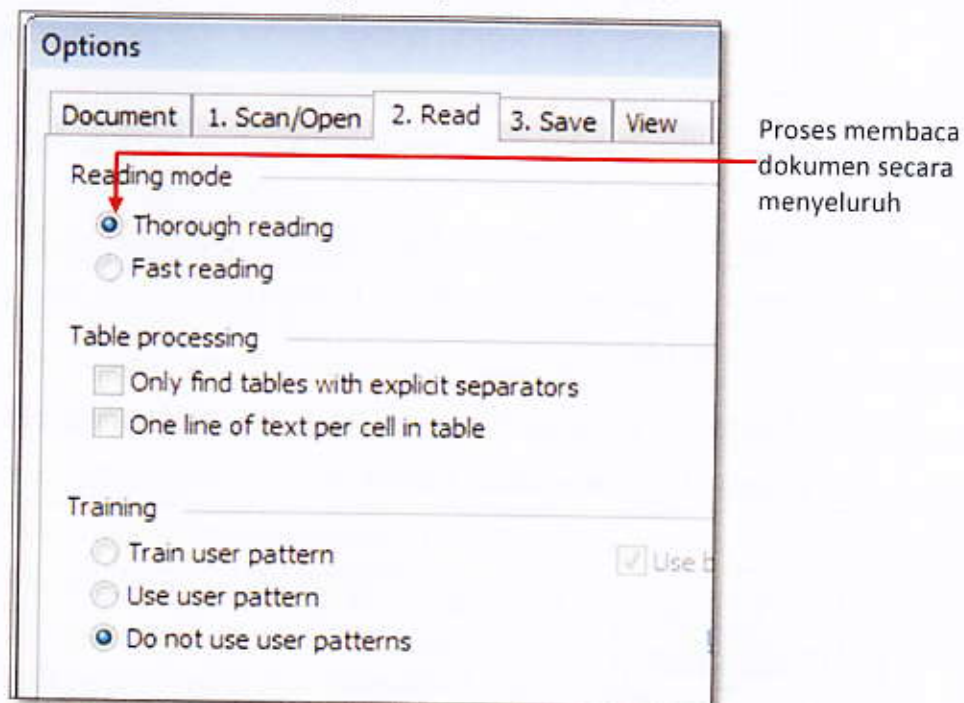 Options
Document 1. Scan/Open 2. Read 3. Save View
Reading mode
Thorough reading
Fast reading
Table processing
Only find tables with explicit separators
One line of text per cell in table
Training
Train user pattern
Use
Use user pattern
Do not use user patterns
Proses membaca
dokumen secara
menyeluruh